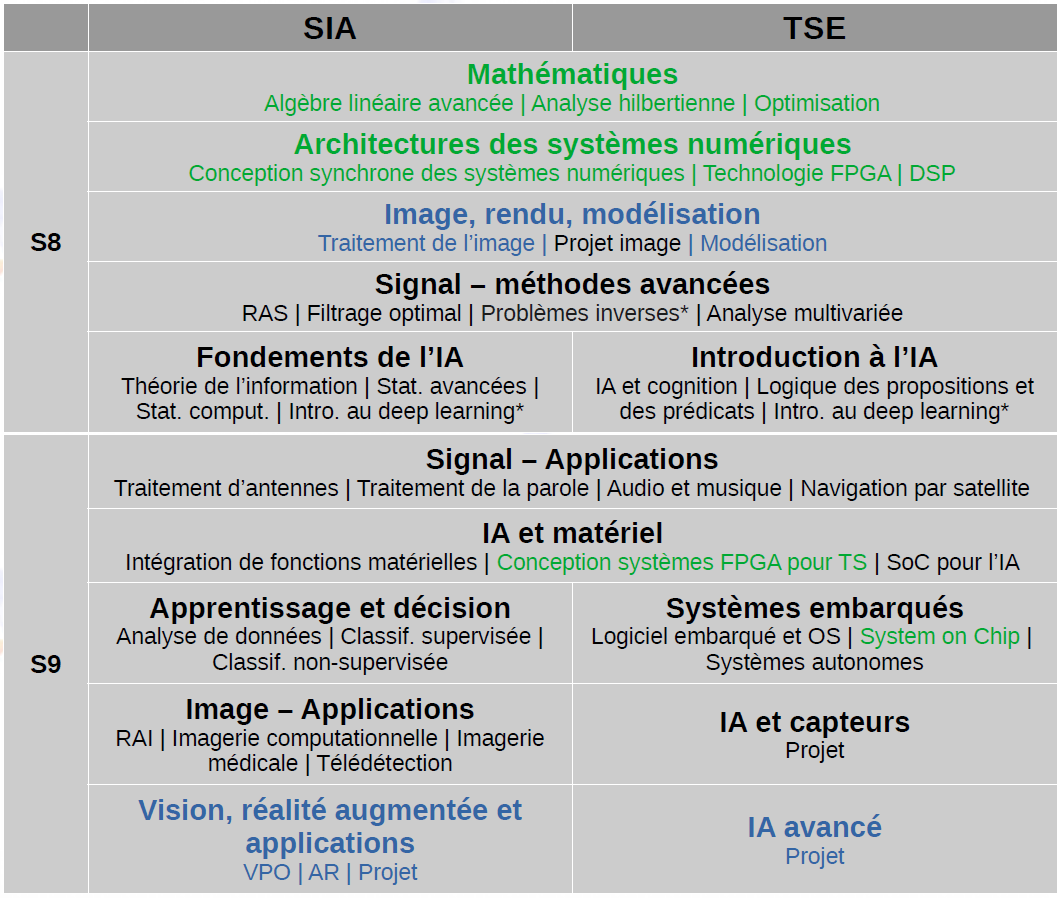 SIA
TSE
S8
Mathématiques
Algèbre linéaire avancée | Analyse hilbertienne | Optimisation
Architectures des systèmes numériques
Conception synchrone des systèmes numériques | Technologie FPGA | DSP
Image, rendu, modélisation
Traitement de l’image | Projet image | Modélisation
Signal – méthodes avancées
RAS | Filtrage optimal | Problèmes inverses* | Analyse multivariée
Fondements de l’IA
Théorie de l’information | Stat. avancées |
Stat. comput. | Intro. au deep learning*
Introduction à l’IA
IA et cognition | Logique des propositions et
des prédicats | Intro. au deep learning*
S9
Signal – Applications
Traitement d’antennes | Traitement de la parole | Audio et musique | Navigation par satellite
IA et matériel
Intégration de fonctions matérielles | Conception systèmes FPGA pour TS | SoC pour l’IA
Apprentissage et décision
Analyse de données | Classif. supervisée |
Classif. non-supervisée
Systèmes embarqués
Logiciel embarqué et OS | System on Chip |
Systèmes autonomes
Image – Applications
RAI | Imagerie computationnelle | Imagerie
médicale | Télédétection
IA et capteurs
Projet
Vision, réalité augmentée et
applications
VPO | AR | Projet
IA avancé
Projet